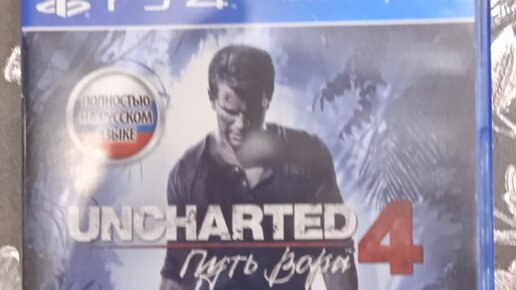 PS4
ПОЛНОСТЬЮ
НА РУССКОМ
ЯЗЫКЕ
UNCHARTED 4
Путь вора